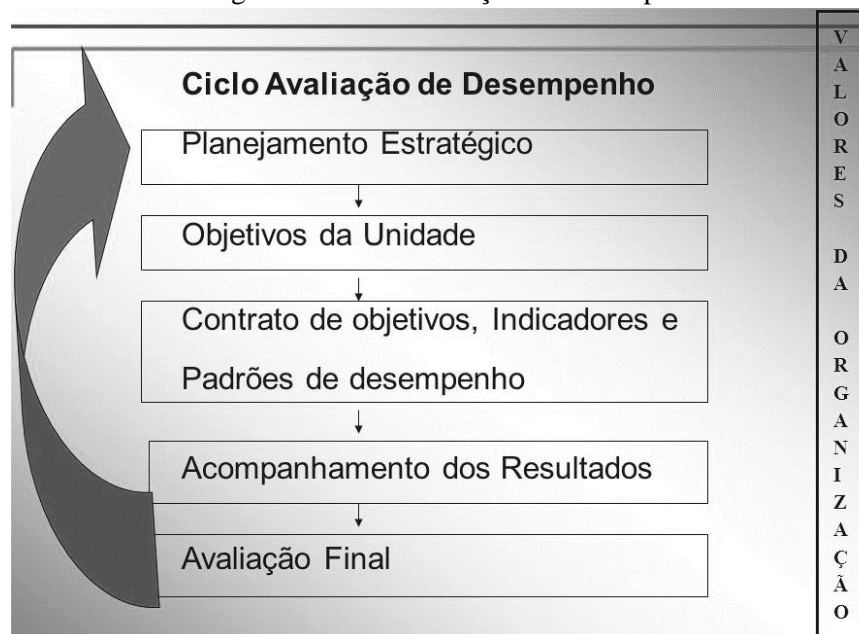 Ciclo Avaliação de Desempenho
Planejamento Estratégico
Objetivos da Unidade
Contrato de objetivos, Indicadores e
Padrões de desempenho
Acompanhamento dos Resultados
Avaliação Final
VALORES DA ORGANIZAÇÃO